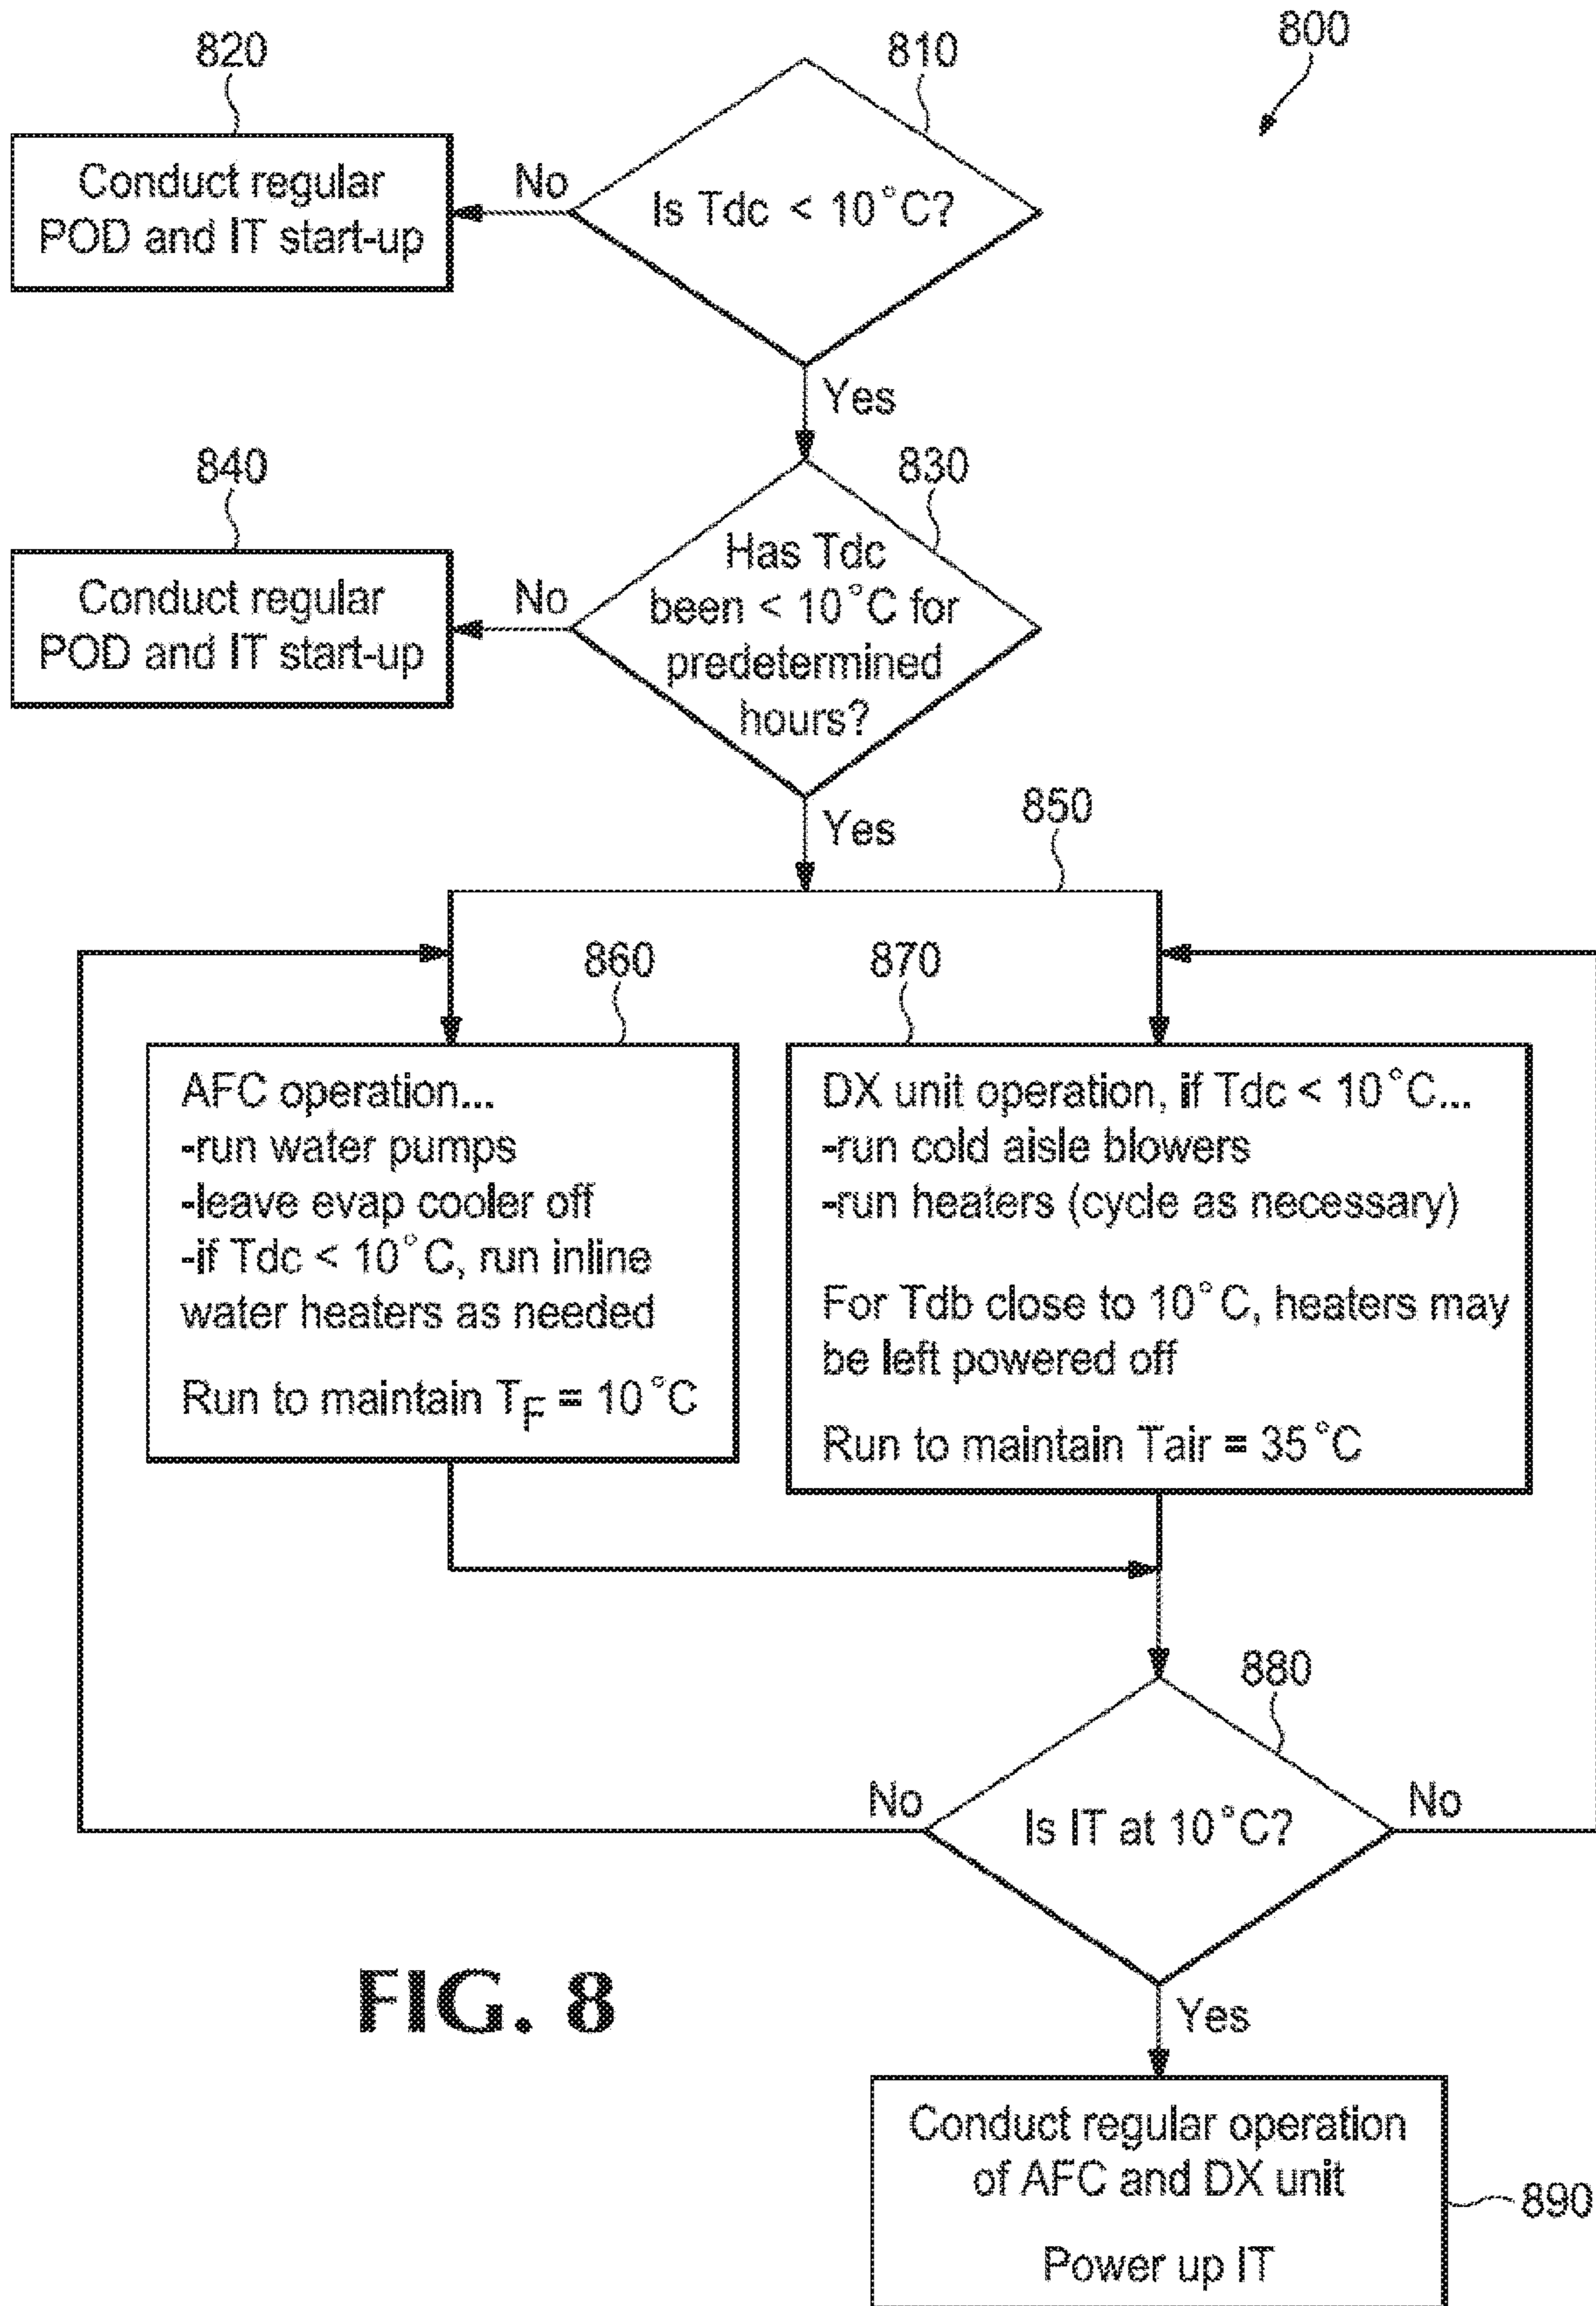 800
810
820
Is Tdc < 10°C?
No
Conduct regular
POD and IT start-up
Yes
830
840
Has Tdc
been < 10°C for
predetermined
hours?
No
Conduct regular
POD and IT start-up
Yes
850
860
AFC operation...
-run water pumps
-leave evap cooler off
-if Tdc < 10°C, run inline
water heaters as needed
Run to maintain TF = 10°C
870
DX unit operation, if Tdc < 10°C...
-run cold aisle blowers
-run heaters (cycle as necessary)
For Tdb close to 10°C, heaters may
be left powered off
Run to maintain Tair = 35°C
880
No
Is IT at 10°C?
No
Yes
Conduct regular operation
of AFC and DX unit
Power up IT
890
FIG. 8